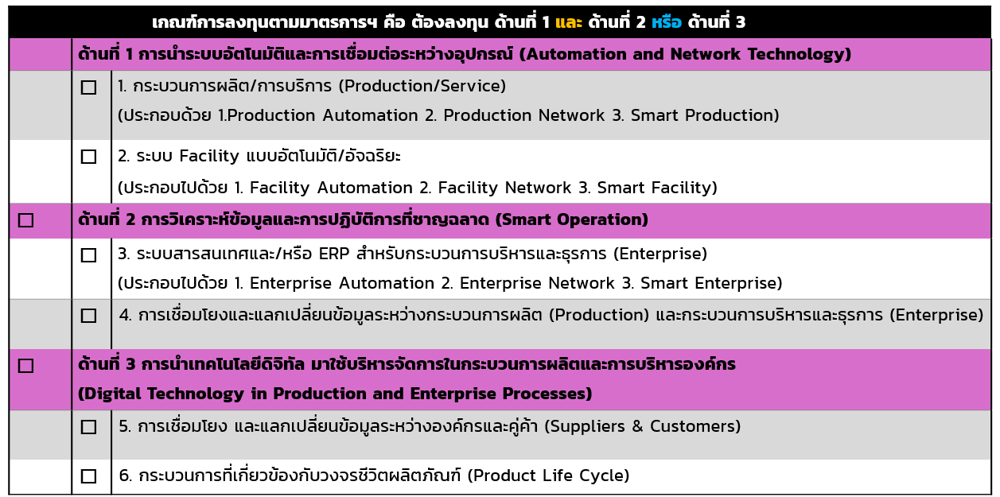 เกณฑ์การลงทุนตามมาตรการฯ คือ ต้องลงทุน ด้านที่ 1 และ ด้านที่ 2 หรือ ด้านที่ 3
ด้านที่ 1 การนำระบบอัตโนมัติและการเชื่อมต่อระหว่างอุปกรณ์ (Automation and Network Technology)
1. กระบวนการผลิต/การบริการ (Production/Service)
(ประกอบด้วย 1.Production Automation 2. Production Network 3. Smart Production)
2. ระบบ Facility แบบอัตโนมัติ/อัจฉริยะ
(ประกอบไปด้วย 1. Facility Automation 2. Facility Network 3. Smart Facility)
ด้านที่ 2 การวิเคราะห์ข้อมูลและการปฏิบัติการที่ชาญฉลาด (Smart Operation)
3. ระบบสารสนเทศและ/หรือ ERP สำหรับกระบวนการบริหารและธุรการ (Enterprise)
(ประกอบไปด้วย 1. Enterprise Automation 2. Enterprise Network 3. Smart Enterprise)
4. การเชื่อมโยงและแลกเปลี่ยนข้อมูลระหว่างกระบวนการผลิต (Production) และกระบวนการบริหารและธุรการ (Enterprise)
ด้านที่ 3 การนำเทคโนโลยีดิจิทัล มาใช้บริหารจัดการในกระบวนการผลิตและการบริหารองค์กร
(Digital Technology in Production and Enterprise Processes)
5. การเชื่อมโยง และแลกเปลี่ยนข้อมูลระหว่างองค์กรและคู่ค้า (Suppliers & Customers)
6. กระบวนการที่เกี่ยวข้องกับวงจรชีวิตผลิตภัณฑ์ (Product Life Cycle)